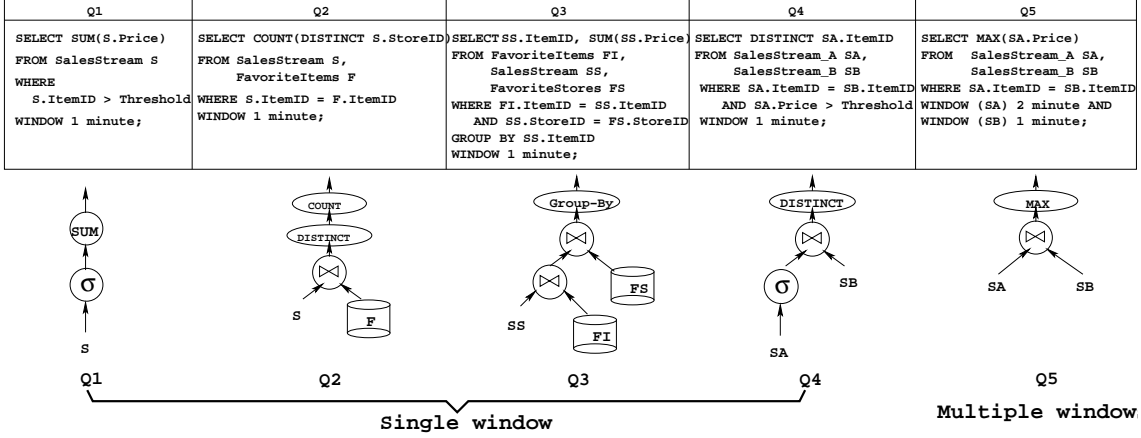 Q1
Q2
Q3
Q4
Q5
SELECT SUM(S.Price)
FROM SalesStream S
WHERE
S.ItemID > Threshold
WINDOW 1 minute;
SELECT COUNT(DISTINCT S.StoreID)
FROM SalesStream S,
FavoriteItems F
WHERE S.ItemID = F.ItemID
WINDOW 1 minute;
SELECT SS.ItemID, SUM(SS.Price)
FROM FavoriteItems FI,
SalesStream SS,
FavoriteStores FS
WHERE FI.ItemID = SS.ItemID
AND SS.StoreID = FS.StoreID
GROUP BY SS.ItemID
WINDOW 1 minute;
SELECT DISTINCT SA.ItemID
FROM SalesStream_A SA,
SalesStream_B SB
WHERE SA.ItemID = SB.ItemID
AND SA.Price > Threshold
WINDOW 1 minute;
SELECT MAX(SA.Price)
FROM SalesStream_A SA,
SalesStream_B SB
WHERE SA.ItemID = SB.ItemID
WINDOW (SA) 2 minute AND
WINDOW (SB) 1 minute;
SUM
σ
S
COUNT
DISTINCT
⋈
S
F
Group-By
⋈
⋈
FS
SS
FI
DISTINCT
⋈
σ
SB
SA
MAX
⋈
SA
SB
Q1
Q2
Q3
Q4
Q5
Single window
Multiple windows